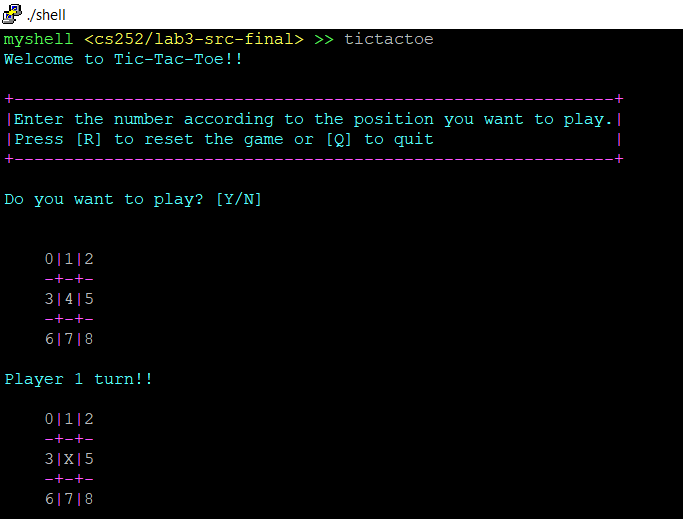 ./shell
myshell <cs252/lab3-src-final> >> tictactoe
Welcome to Tic-Tac-Toe!!
+------------------------------------------------------------+
|Enter the number according to the position you want to play.|
|Press [R] to reset the game or [Q] to quit                  |
+------------------------------------------------------------+
Do you want to play? [Y/N]
0|1|2
-+-+-
3|4|5
-+-+-
6|7|8
Player 1 turn!!
0|1|2
-+-+-
3|X|5
-+-+-
6|7|8